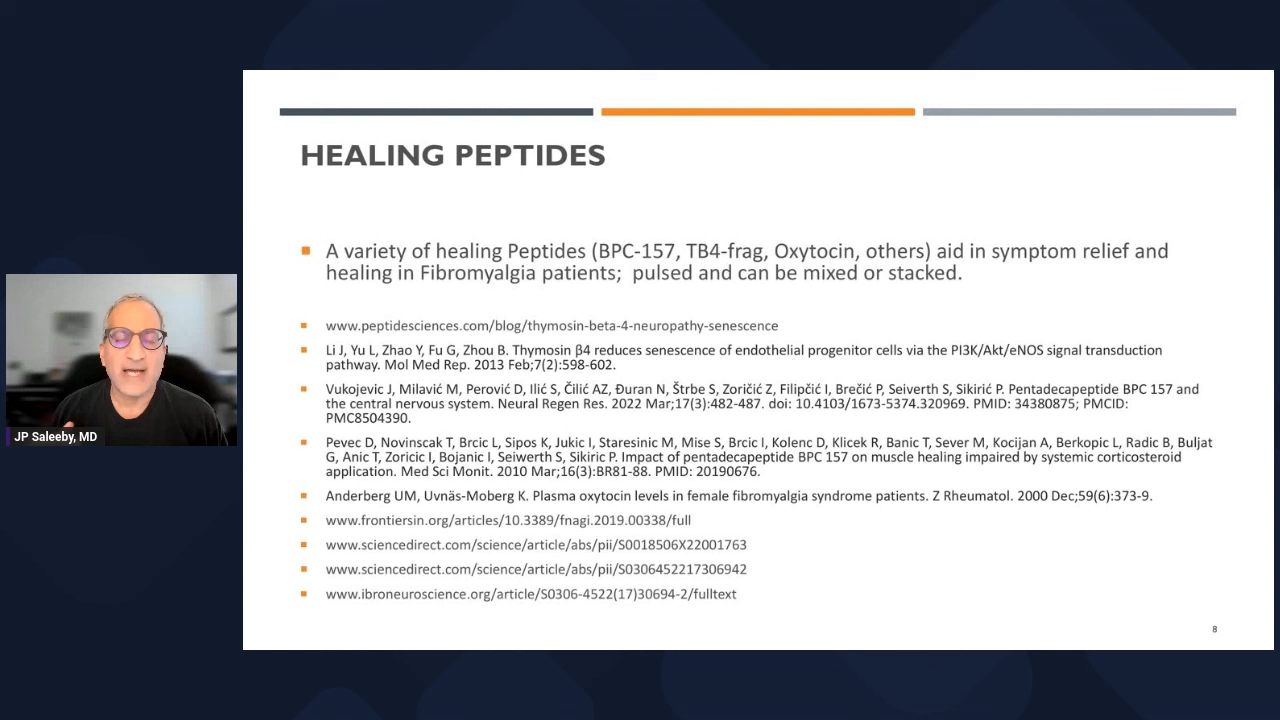 HEALING PEPTIDES
A variety of healing Peptides (BPC-157, TB4-frag, Oxytocin, others) aid in symptom relief and
healing in Fibromyalgia patients;  pulsed and can be mixed or stacked.
www.peptidesciences.com/blog/thymosin-beta-4-neuropathy-senescence
Li J, Yu L, Zhao Y, Fu G, Zhou B. Thymosin β4 reduces senescence of endothelial progenitor cells via the PI3K/Akt/eNOS signal transduction
pathway. Mol Med Rep. 2013 Feb;7(2):598-602.
Vukojevic J, Milavić M, Perović D, Ilić S, Čilić AZ, Đuran N, Štrbe S, Zoričić Z, Filipčić I, Brečić P, Seiverth S, Sikirić P. Pentadecapeptide BPC 157 and
the central nervous system. Neural Regen Res. 2022 Mar;17(3):482-487. doi: 10.4103/1673-5374.320969. PMID: 34380875; PMCID:
PMC8504390.
Pevec D, Novinscak T, Brcic L, Sipos K, Jukic I, Staresinic M, Mise S, Brcic I, Kolenc D, Klicek R, Banic T, Sever M, Kocijan A, Berkopic L, Radic B, Buljat
G, Anic T, Zoricic I, Bojanic I, Seiwerth S, Sikiric P. Impact of pentadecapeptide BPC 157 on muscle healing impaired by systemic corticosteroid
application. Med Sci Monit. 2010 Mar;16(3):BR81-88. PMID: 20190676.
Anderberg UM, Uvnäs-Moberg K. Plasma oxytocin levels in female fibromyalgia syndrome patients. Z Rheumatol. 2000 Dec;59(6):373-9.
www.frontiersin.org/articles/10.3389/fnagi.2019.00338/full
www.sciencedirect.com/science/article/abs/pii/S0018506X22001763
www.sciencedirect.com/science/article/abs/pii/S0306452217306942
www.ibroneuroscience.org/article/S0306-4522(17)30694-2/fulltext
8
JP Saleeby, MD